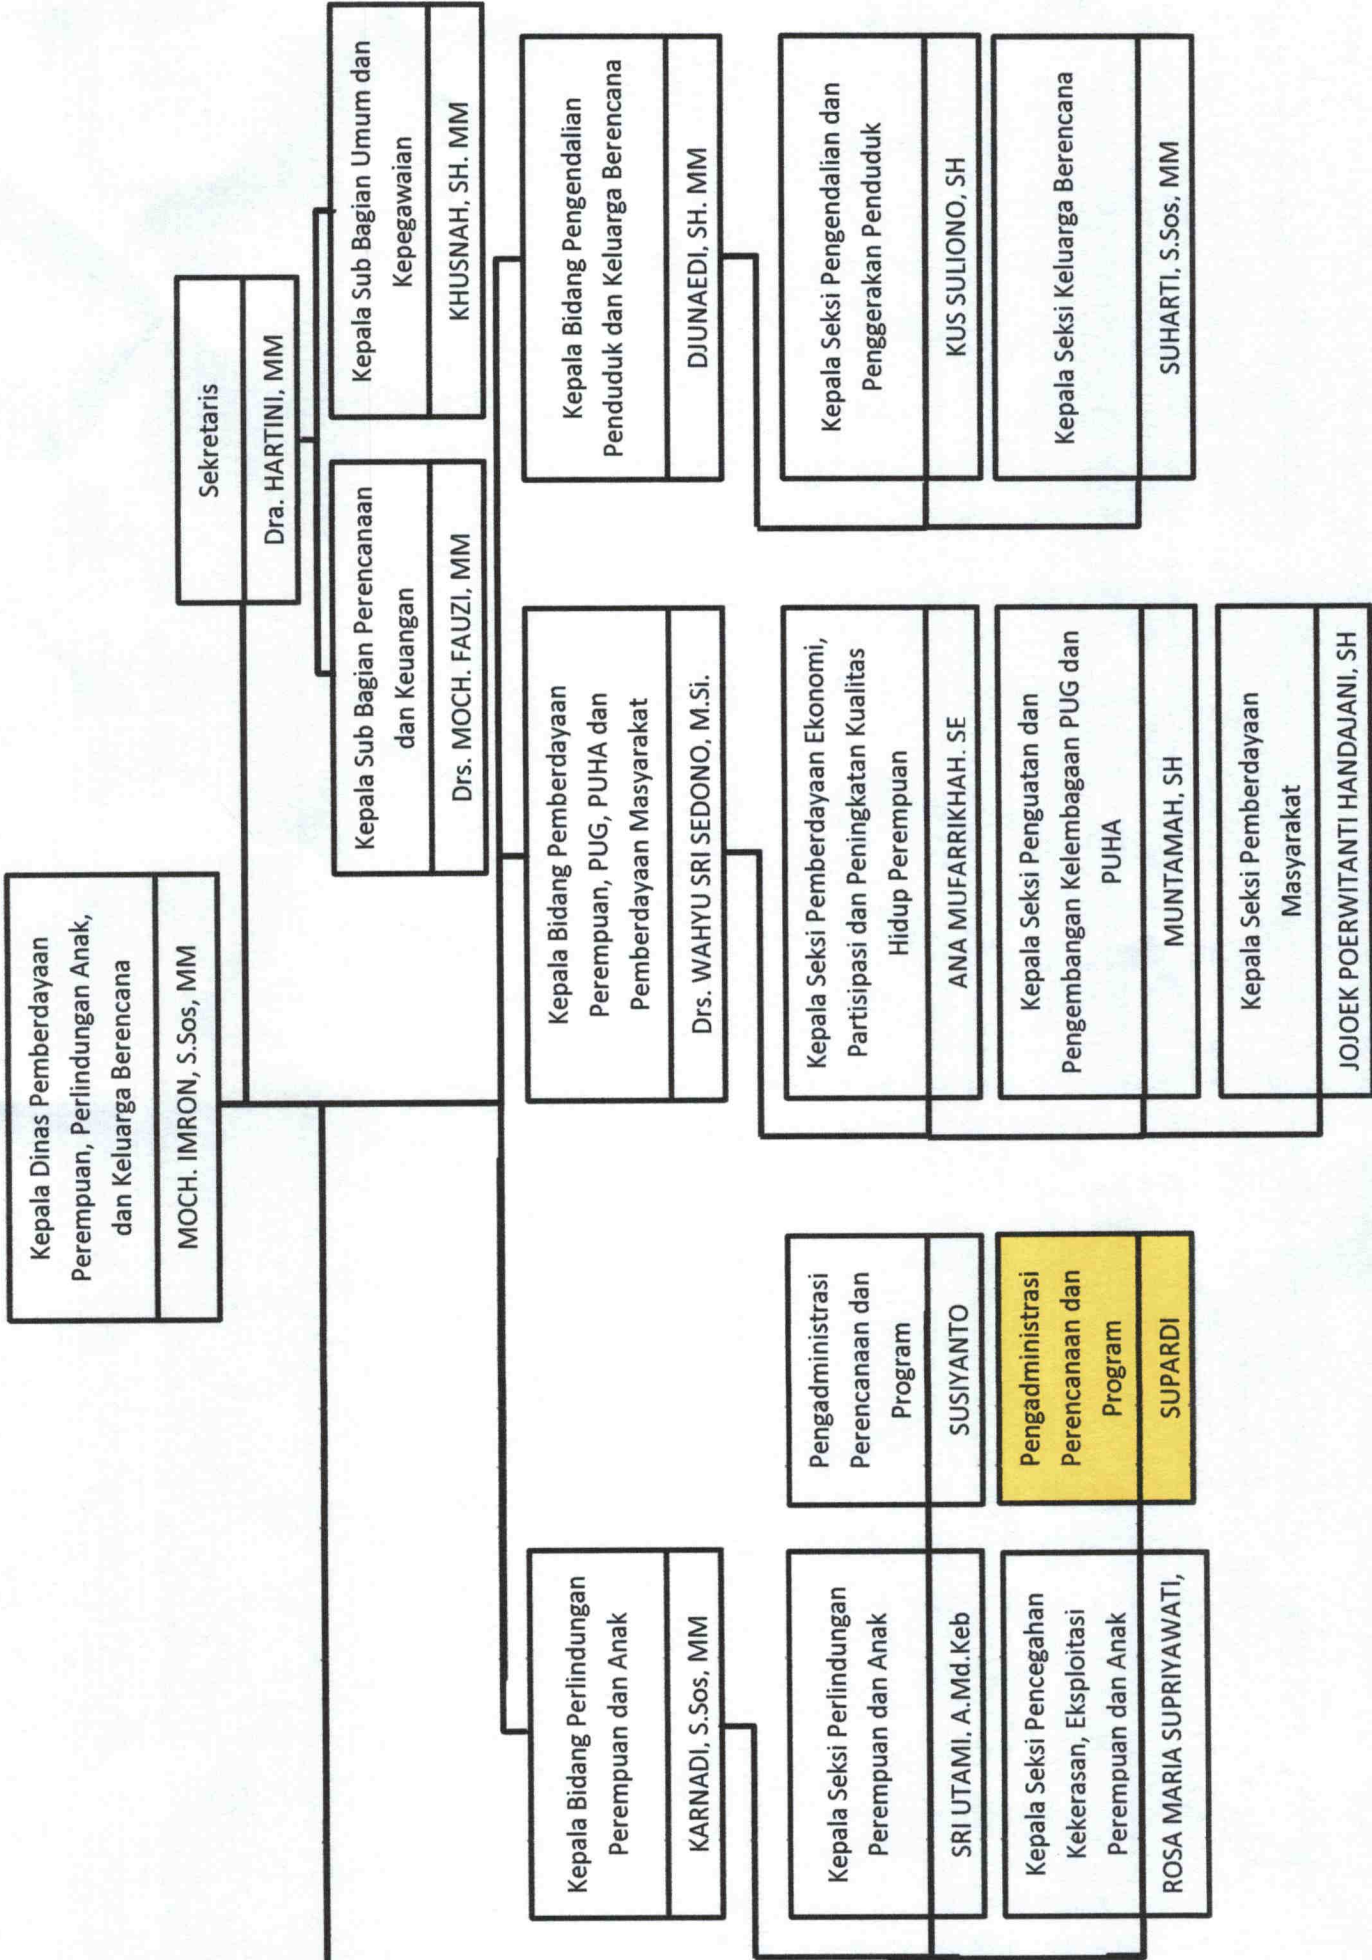 Kepala Dinas Pemberdayaan
Perempuan, Perlindungan Anak,
dan Keluarga Berencana
MOCH. IMRON, S.Sos, MM
Sekretaris
Dra. HARTINI, MM
Kepala Sub Bagian Perencanaan
dan Keuangan
Drs. MOCH. FAUZI, MM
Kepala Sub Bagian Umum dan
Kepegawaian
KHUSNAH, SH. MM
Kepala Bidang Perlindungan
Perempuan dan Anak
KARNADI, S.Sos, MM
Kepala Bidang Pemberdayaan
Perempuan, PUG, PUHA dan
Pemberdayaan Masyarakat
Drs. WAHYU SRI SEDONO, M.Si.
Kepala Bidang Pengendalian
Penduduk dan Keluarga Berencana
DJUNAEDI, SH. MM
Kepala Seksi Perlindungan
Perempuan dan Anak
SRI UTAMI, A.Md.Keb
Pengadministrasi
Perencanaan dan
Program
SUSIYANTO
Kepala Seksi Pemberdayaan Ekonomi,
Partisipasi dan Peningkatan Kualitas
Hidup Perempuan
ANA MUFARRIKHAH. SE
Kepala Seksi Pengendalian dan
Penggerakan Penduduk
KUS SULIONO, SH
Kepala Seksi Pencegahan
Kekerasan, Eksploitasi
Perempuan dan Anak
ROSA MARIA SUPRIYAWATI,
Pengadministrasi
Perencanaan dan
Program
SUPARDI
Kepala Seksi Penguatan dan
Pengembangan Kelembagaan PUG dan
PUHA
MUNTAMAH, SH
Kepala Seksi Keluarga Berencana
SUHARTI, S.Sos, MM
Kepala Seksi Pemberdayaan
Masyarakat
JOJOEK POERWITANTI HANDAJANI, SH